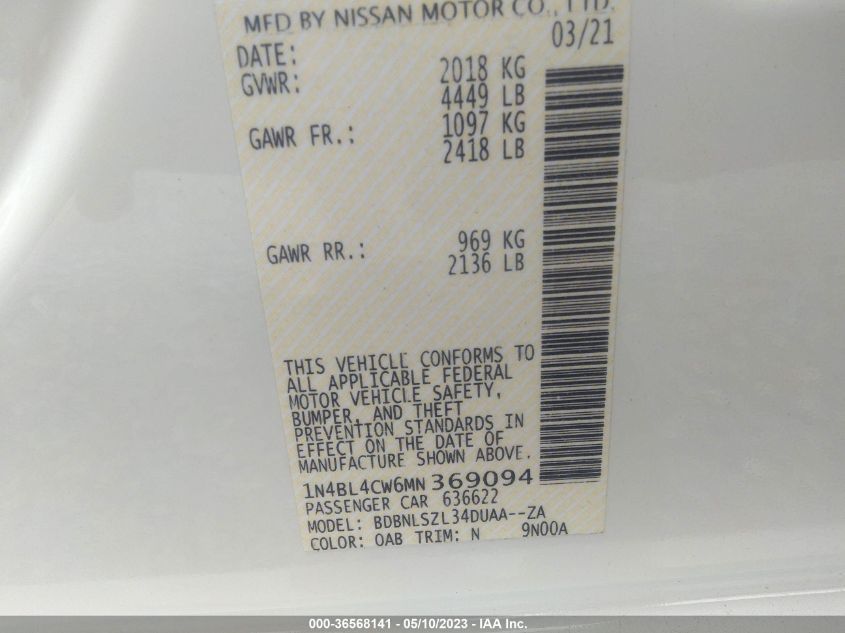 MFD BY NISSAN MOTOR CO., LTD.
DATE: 03/21
GVWR: 2018 KG
4449 LB
GAWR FR.: 1097 KG
2418 LB
GAWR RR.: 969 KG
2136 LB
THIS VEHICLE CONFORMS TO
ALL APPLICABLE FEDERAL
MOTOR VEHICLE SAFETY,
BUMPER, AND THEFT
PREVENTION STANDARDS IN
EFFECT ON THE DATE OF
MANUFACTURE SHOWN ABOVE.
1N4BL4CW6MN369094
PASSENGER CAR 636622
MODEL: BDBNLSZL34DUAA--ZA
COLOR: OAB TRIM: N 9N00A
000-36568141 - 05/10/2023 - IAA Inc.